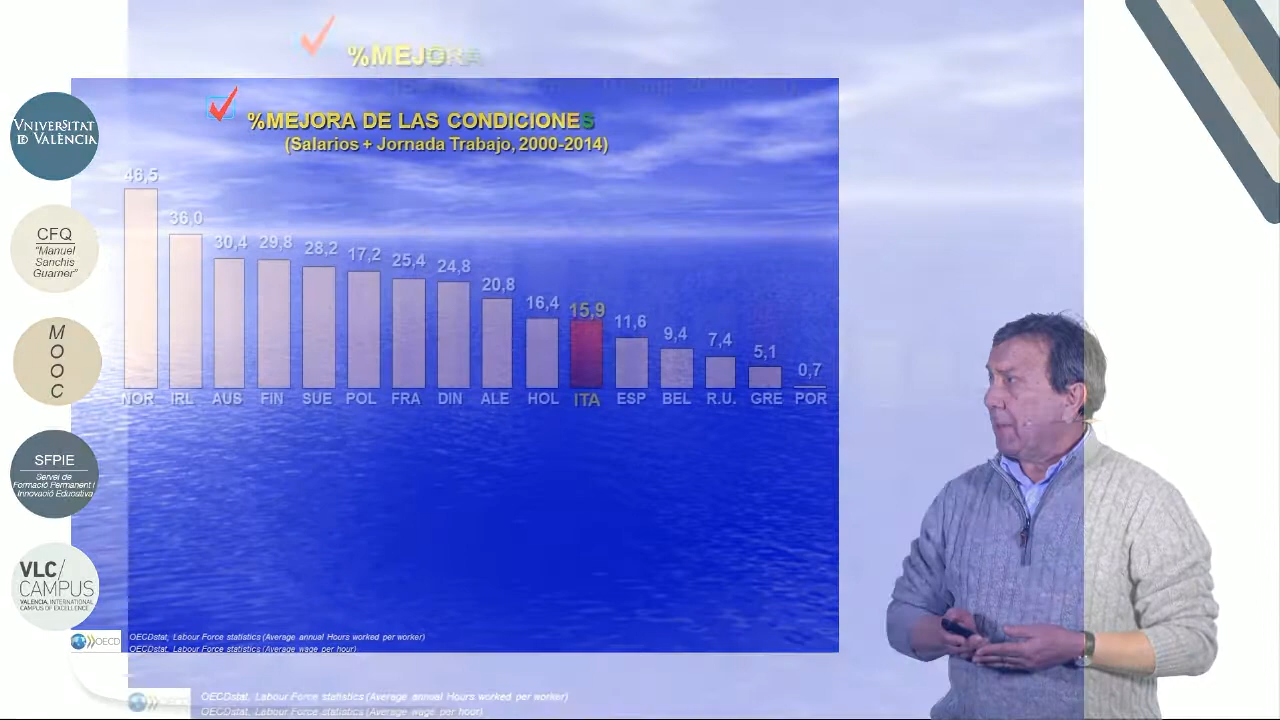 %MEJORA
%MEJORA DE LAS CONDICIONES
(Salarios + Jornada Trabajo, 2000-2014)
46,5 36,0 30,4 29,8 28,2 17,2 25,4 24,8 20,8 16,4 15,9 11,6 9,4 7,4 5,1 0,7
NOR IRL AUS FIN SUE POL FRA DIN ALE HOL ITA ESP BEL R.U. GRE POR
OECD
OECDstat, Labour Force statistics (Average annual Hours worked per worker)
OECDstat, Labour Force statistics (Average wage per hour)
OECDstat, Labour Force statistics (Average annual Hours worked per worker)
OECDstat, Labour Force statistics (Average wage per hour)
VNIVERSITAT
ID VALÈNCIA
CFQ
"Manuel
Sanchis
Guarner"
M
O
O
C
SFPIE
Servei de
Formació Permanent i
Innovació Educativa
VLC/
CAMPUS
VALENCIA, INTERNATIONAL
CAMPUS OF EXCELLENCE